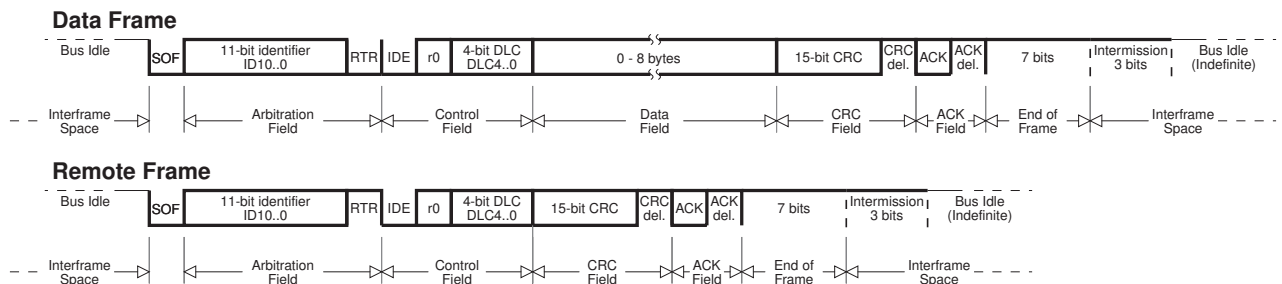 Data Frame
Bus Idle
SOF
11-bit identifier
ID10..0
RTR
IDE
r0
4-bit DLC
DLC4..0
0 - 8 bytes
15-bit CRC
CRC
del.
ACK
ACK
del.
7 bits
Intermission
3 bits
Bus Idle
(Indefinite)
Interframe
Space
Arbitration
Field
Control
Field
Data
Field
CRC
Field
ACK
Field
End of
Frame
Interframe
Space
Remote Frame
Bus Idle
SOF
11-bit identifier
ID10..0
RTR
IDE
r0
4-bit DLC
DLC4..0
15-bit CRC
CRC
del.
ACK
ACK
del.
7 bits
Intermission
3 bits
Bus Idle
(Indefinite)
Interframe
Space
Arbitration
Field
Control
Field
CRC
Field
ACK
Field
End of
Frame
Interframe
Space